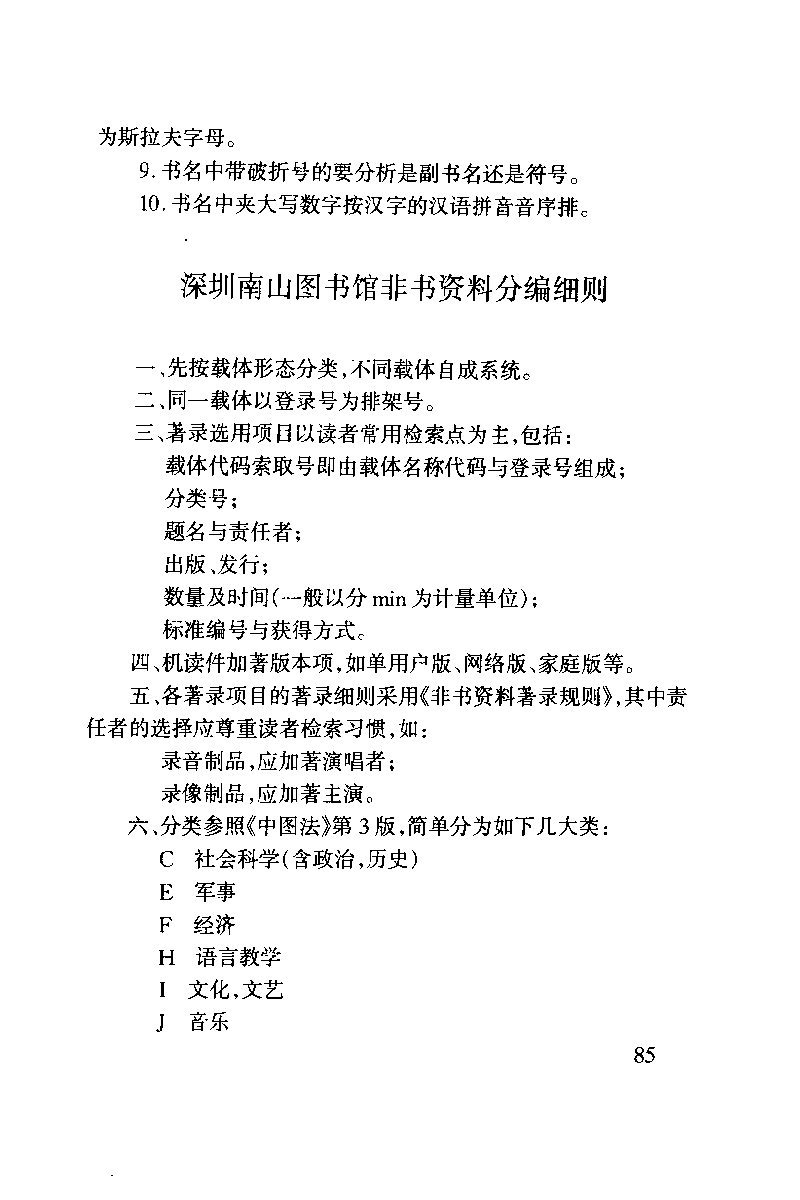 为斯拉夫字母。
9. 书名中带破折号的要分析是副书名还是符号。
10. 书名中夹大写数字按汉字的汉语拼音音序排。
深圳南山图书馆非书资料分编细则
一、先按载体形态分类,不同载体自成系统。
二、同一载体以登录号为排架号。
三、著录选用项目以读者常用检索点为主,包括:
载体代码索取号即由载体名称代码与登录号组成;
分类号;
题名与责任者;
出版、发行;
数量及时间(一般以分 min 为计量单位);
标准编号与获得方式。
四、机读件加著版本项,如单用户版、网络版、家庭版等。
五、各著录项目的著录细则采用《非书资料著录规则》,其中责
任者的选择应尊重读者检索习惯,如:
录音制品,应加著演唱者;
录像制品,应加著主演。
六、分类参照《中图法》第 3 版,简单分为如下几大类:
C 社会科学(含政治,历史)
E 军事
F 经济
H 语言教学
I 文化,文艺
J 音乐
85